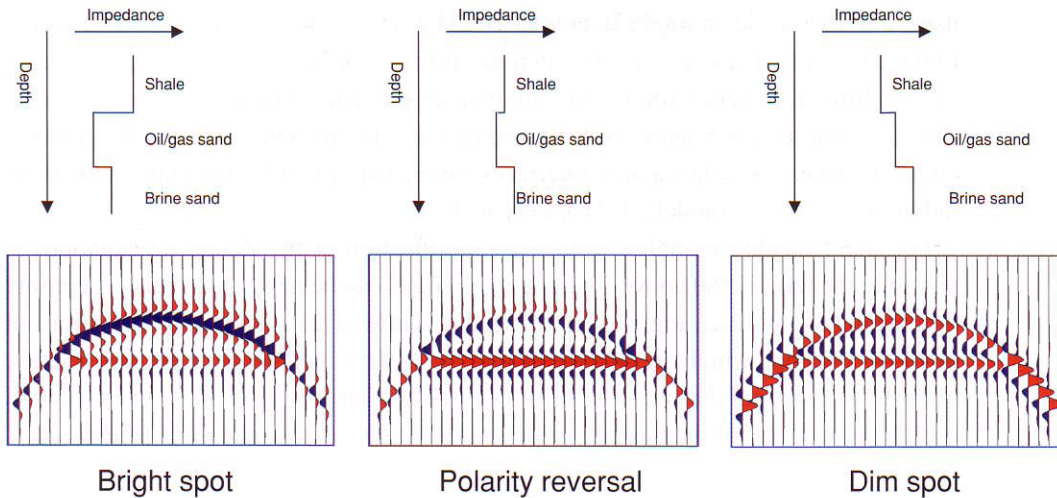 Impedance
Depth
Shale
Oil/gas sand
Brine sand
Bright spot
Impedance
Depth
Shale
Oil/gas sand
Brine sand
Polarity reversal
Impedance
Depth
Shale
Oil/gas sand
Brine sand
Dim spot